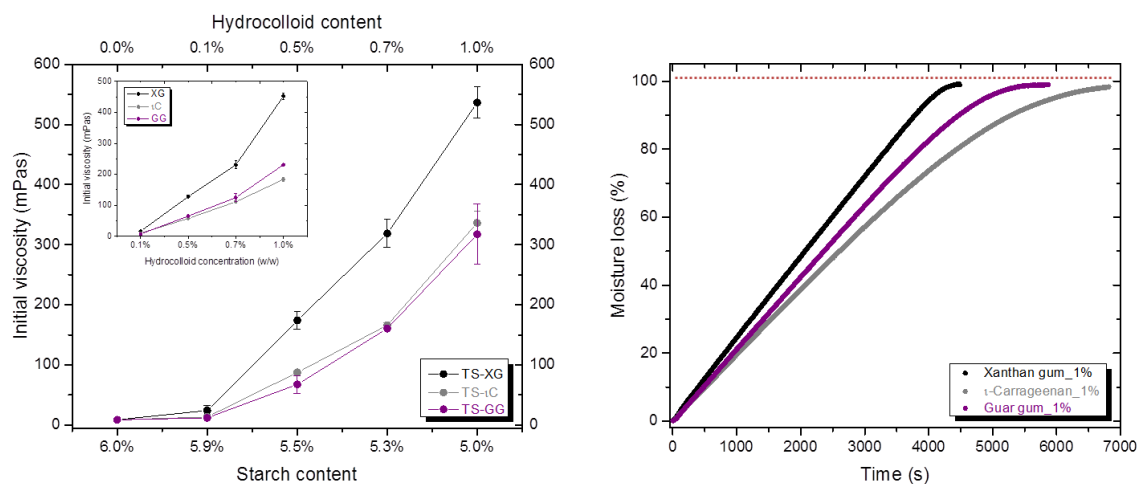 Hydrocolloid content
0.0% 0.1% 0.5% 0.7% 1.0%
600 600
500 500
400 400
300 300
200 200
100 100
0 0
Initial viscosity (mPas)
6.0% 5.9% 5.5% 5.3% 5.0%
Starch content
TS-XG
TS-ιC
TS-GG
500
400
300
200
100
0
Initial viscosity (mPas)
XG
ιC
GG
0.1% 0.5% 0.7% 1.0%
Hydrocolloid concentration (w/w)
100
80
60
40
20
0
Moisture loss (%)
Xanthan gum_1%
ι-Carrageenan_1%
Guar gum_1%
0 1000 2000 3000 4000 5000 6000 7000
Time (s)